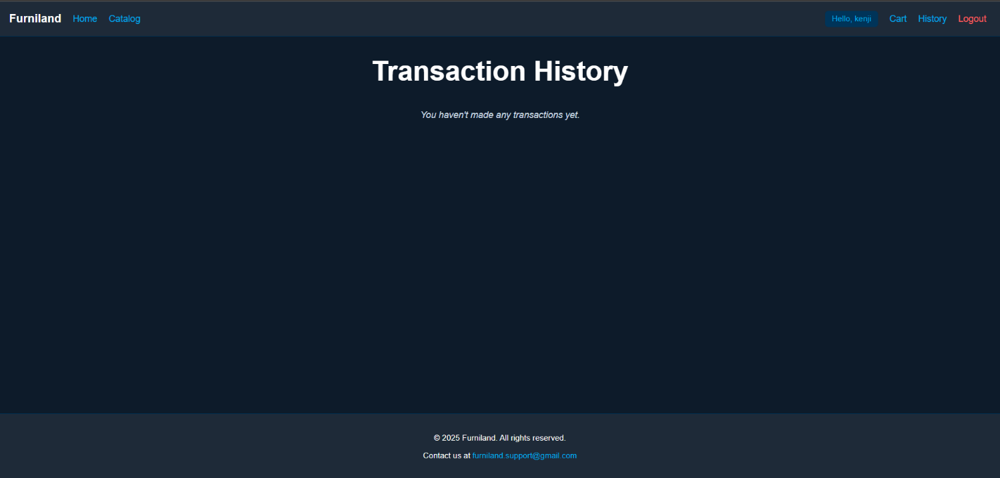 Furniland Home Catalog Hello, kenji Cart History Logout
Transaction History
You haven't made any transactions yet.
© 2025 Furniland. All rights reserved.
Contact us at furniland.support@gmail.com